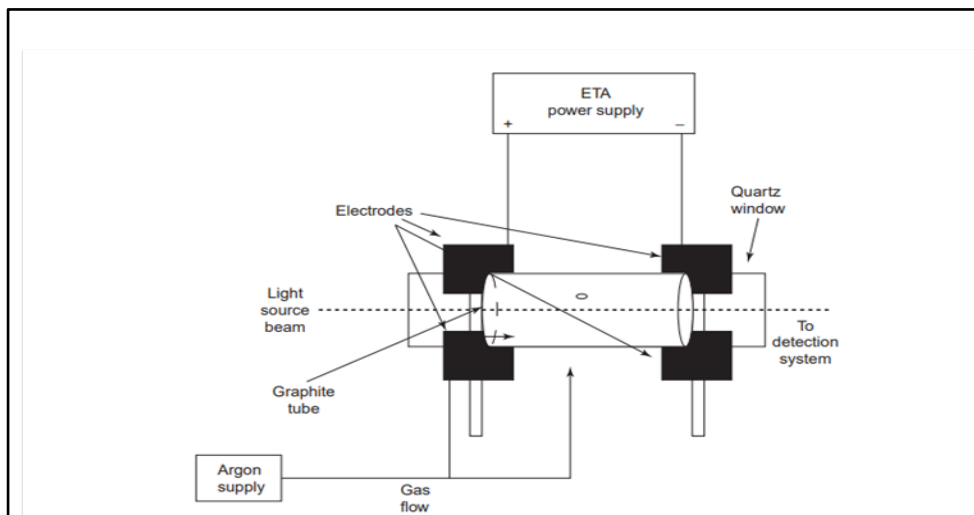 ETA
power supply
+
–
Quartz
window
Electrodes
Light
source
beam
To
detection
system
Graphite
tube
Argon
supply
Gas
flow